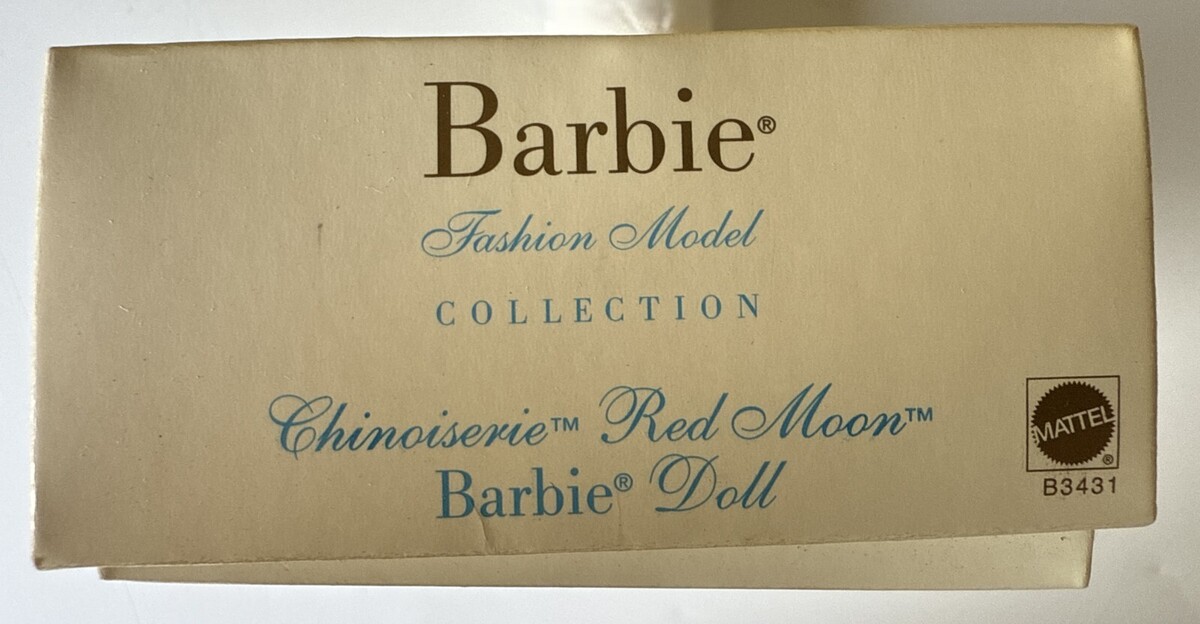 Barbie®
Fashion Model
COLLECTION
Chinoiserie™ Red Moon™
Barbie® Doll
MATTEL®
B3431